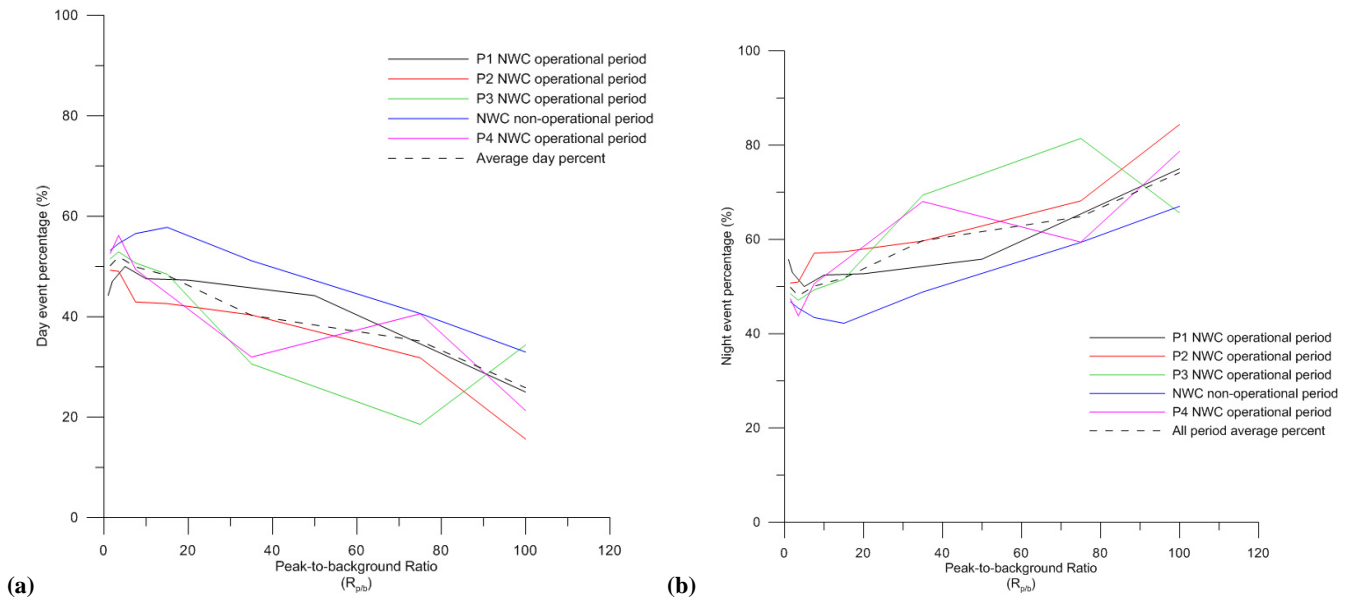 100
80
60
40
20
0
Day event percentage (%)
P1 NWC operational period
P2 NWC operational period
P3 NWC operational period
NWC non-operational period
P4 NWC operational period
Average day percent
0 20 40 60 80 100 120
Peak-to-background Ratio
(Rp/b)
(a)
100
80
60
40
20
0
Night event percentage (%)
P1 NWC operational period
P2 NWC operational period
P3 NWC operational period
NWC non-operational period
P4 NWC operational period
All period average percent
0 20 40 60 80 100 120
Peak-to-background Ratio
(Rp/b)
(b)